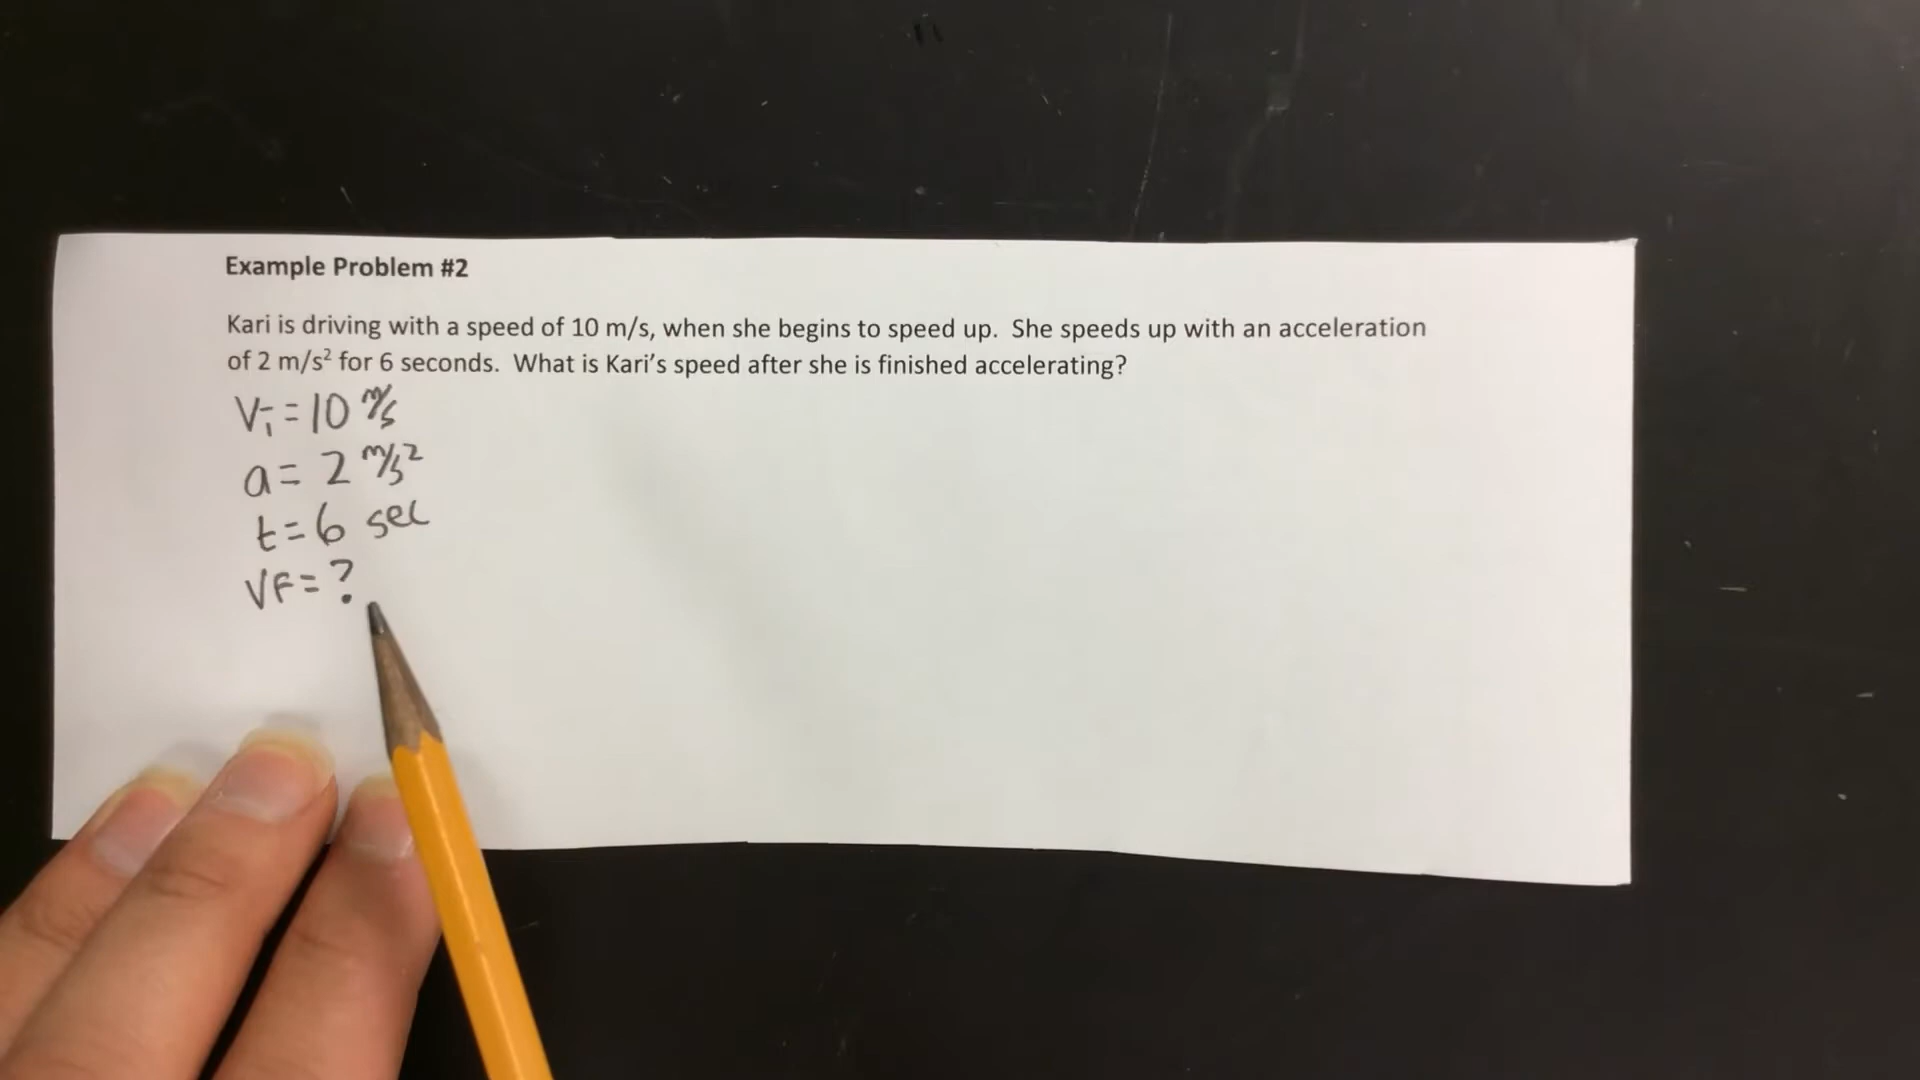 Example Problem #2
Kari is driving with a speed of 10 m/s, when she begins to speed up. She speeds up with an acceleration
of 2 m/s² for 6 seconds. What is Kari's speed after she is finished accelerating?
Vi = 10 m/s
a = 2 m/s²
t = 6 sec
VF = ?